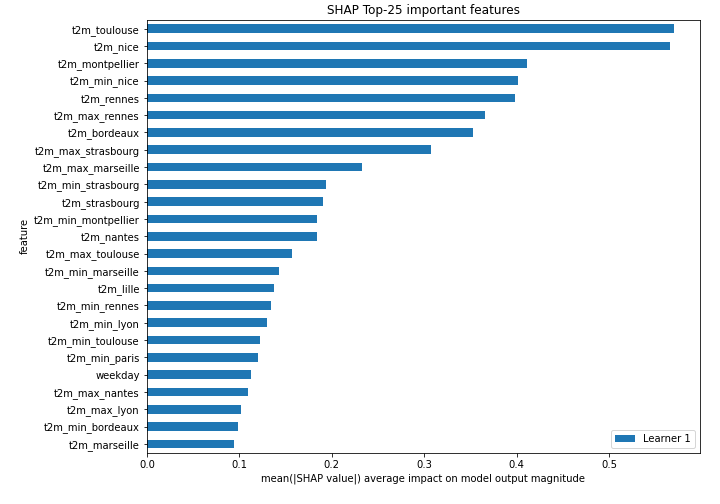 SHAP Top-25 important features
t2m_toulouse
t2m_nice
t2m_montpellier
t2m_min_nice
t2m_rennes
t2m_max_rennes
t2m_bordeaux
t2m_max_strasbourg
t2m_max_marseille
t2m_min_strasbourg
t2m_strasbourg
t2m_min_montpellier
t2m_nantes
t2m_max_toulouse
t2m_min_marseille
t2m_lille
t2m_min_rennes
t2m_min_lyon
t2m_min_toulouse
t2m_min_paris
weekday
t2m_max_nantes
t2m_max_lyon
t2m_min_bordeaux
t2m_marseille
feature
Learner 1
0.0 0.1 0.2 0.3 0.4 0.5
mean(|SHAP value|) average impact on model output magnitude